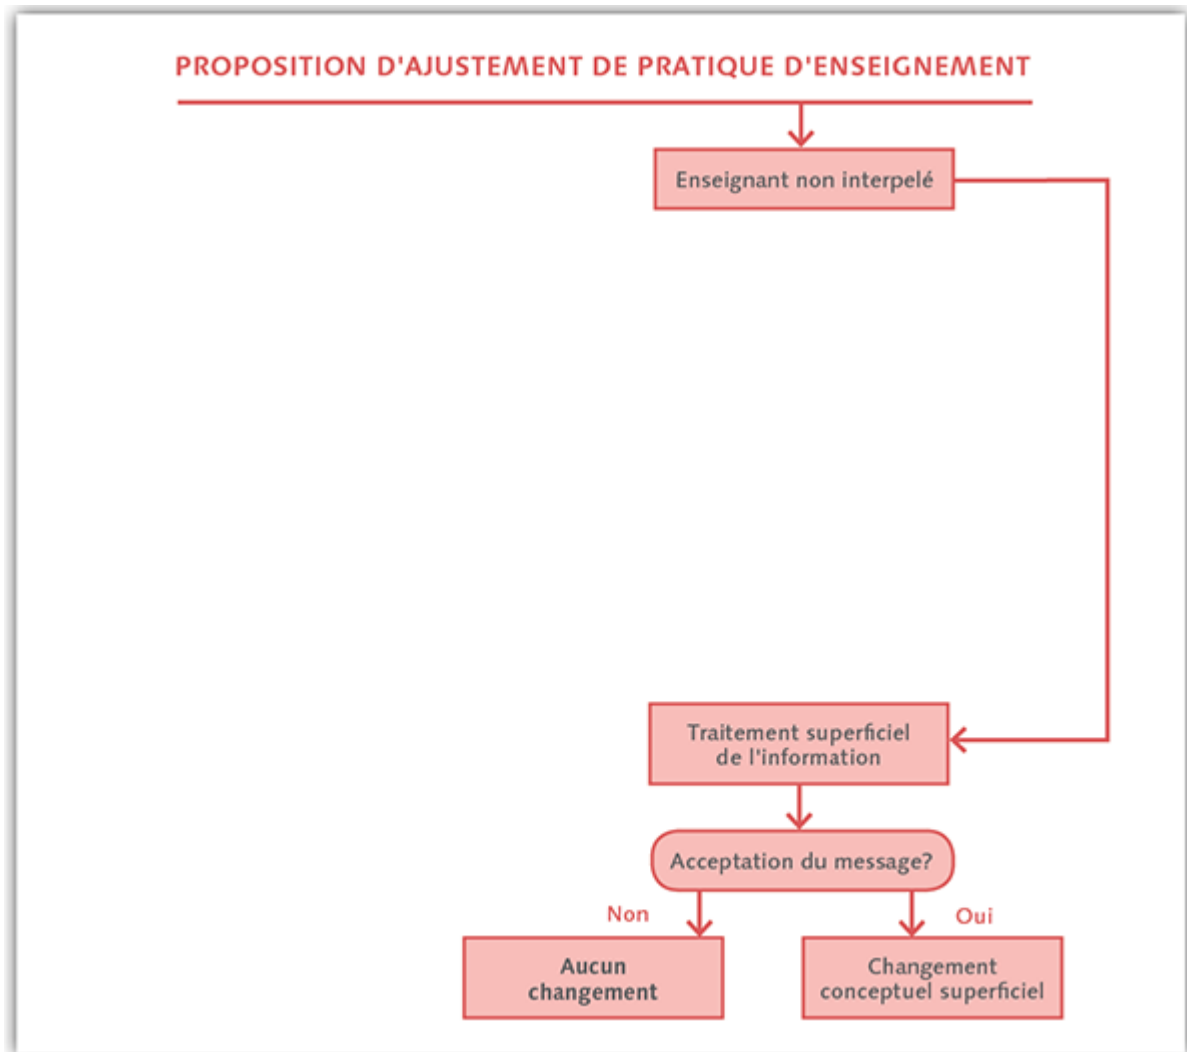 PROPOSITION D'AJUSTEMENT DE PRATIQUE D'ENSEIGNEMENT
Enseignant non interpelé
Traitement superficiel
de l'information
Acceptation du message?
Non
Oui
Aucun
changement
Changement
conceptuel superficiel